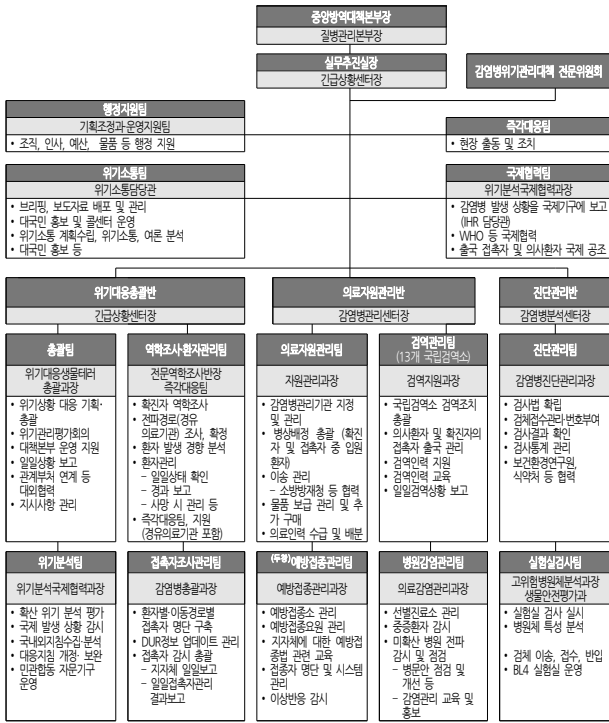 중앙방역대책본부장
질병관리본부장
실무추진실장
긴급상황센터장
감염병위기관리대책 전문위원회
행정지원팀
기획조정과·운영지원팀
• 조직, 인사, 예산, 물품 등 행정 지원
즉각대응팀
• 현장 출동 및 조치
위기소통팀
위기소통담당관
• 브리핑, 보도자료 배포 및 관리
• 대국민 홍보 및 콜센터 운영
• 위기소통 계획수립, 위기소통, 여론 분석
• 대국민 홍보 등
국제협력팀
위기분석국제협력과장
• 감염병 발생 상황을 국제기구에 보고
(IHR 담당관)
• WHO 등 국제협력
• 출국 접촉자 및 의사환자 국제 공조
위기대응총괄반
긴급상황센터장
의료자원관리반
감염병관리센터장
진단관리반
감염병분석센터장
총괄팀
위기대응생물테러
총괄과장
• 위기상황 대응 기획·
총괄
• 위기관리평가회의
• 대책본부 운영 지원
• 일일상황 보고
• 관계부처 연계 등
대외협력
• 지시사항 관리
역학조사·환자관리팀
전문역학조사반장
즉각대응팀
• 확진자 역학조사
• 전파경로(경유
의료기관) 조사, 확정
• 환자 발생 경향 분석
• 환자관리
– 일일상태 확인
– 경과 보고
– 사망 시 관리 등
• 즉각대응팀, 지원
(경유의료기관 포함)
의료자원관리팀
자원관리과장
• 감염병관리기관 지정
및 관리
• 병상배정 총괄 (확진
자 및 접촉자 중 입원
환자)
• 이송 관리
– 소방방재청 등 협력
• 물품 보급 관리 및 추
가 구매
• 의료인력 수급 및 배분
검역관리팀
(13개 국립검역소)
검역지원과장
• 국립검역소 검역조치
총괄
• 의사환자 및 확진자의
접촉자 출국 관리
• 검역인력 지원
• 검역인력 교육
• 일일검역상황 보고
진단관리팀
감염병진단관리과장
• 검사법 확립
• 검체접수관리·번호부여
• 검사결과 확인
• 검사통계 관리
• 보건환경연구원,
식약처 등 협력
위기분석팀
위기분석국제협력과장
• 확산 위기 분석 평가
• 국제 발생 상황 감시
• 국내외지침수집·분석
• 대응지침 개정· 보완
• 민관합동 자문기구
운영
접촉자조사관리팀
감염병총괄과장
• 환자별·이동경로별
접촉자 명단 구축
• DUR정보 업데이트 관리
• 접촉자 감시 총괄
– 지자체 일일보고
– 일일접촉자관리
결과보고
(두창)예방접종관리팀
예방접종관리과장
• 예방접종소 관리
• 예방접종요원 관리
• 지자체에 대한 예방접
종법 관련 교육
• 접종자 명단 및 시스템
관리
• 이상반응 감시
병원감염관리팀
의료감염관리과장
• 선별진료소 관리
• 중증환자 감시
• 미확산 병원 전파
감시 및 점검
– 병문안 점검 및
개선 등
– 감염관리 교육 및
홍보
실험실검사팀
고위험병원체분석과장
생물안전평가과
• 실험실 검사 실시
• 병원체 특성 분석
• 검체 이송, 접수, 반입
• BL4 실험실 운영